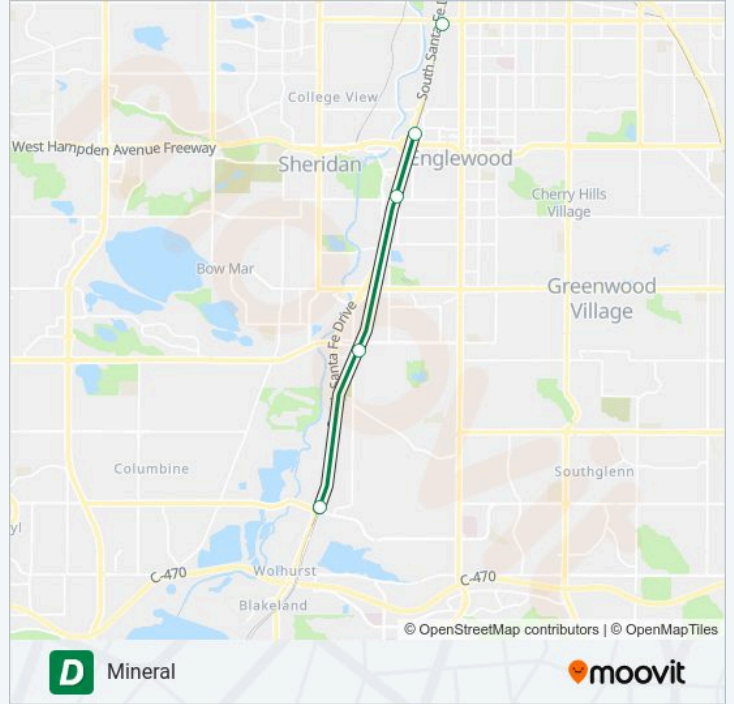 South Santa Fe D
College View
West Hampden Avenue Freeway
Sheridan
Englewood
Cherry Hills
Village
Bow Mar
Greenwood
Village
Santa Fe Drive
Columbine
Southglenn
yl
C-470
Wolhurst
C-470
Blakeland
© OpenStreetMap contributors | © OpenMapTiles
D
Mineral
moovit